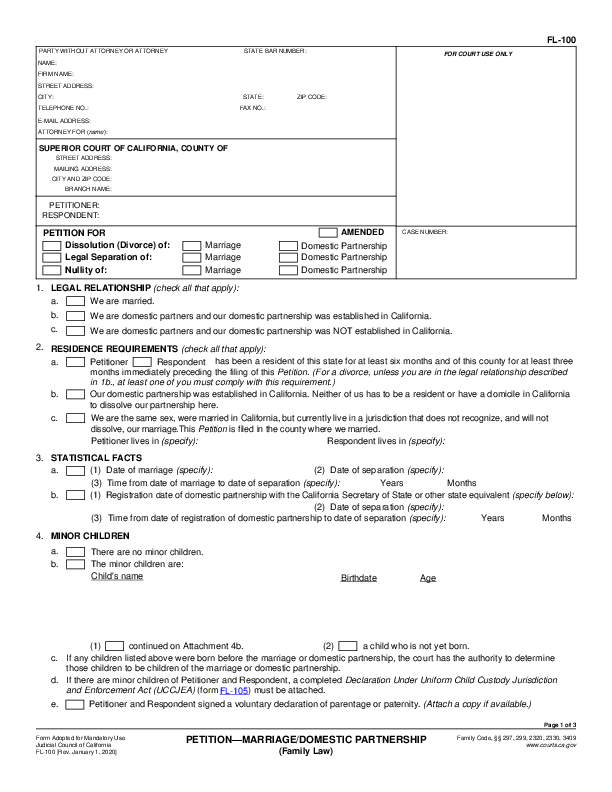 FL-100
PARTY WITHOUT ATTORNEY OR ATTORNEY STATE BAR NUMBER:
FOR COURT USE ONLY
NAME:
FIRM NAME:
STREET ADDRESS:
CITY: STATE: ZIP CODE:
TELEPHONE NO.: FAX NO.:
E-MAIL ADDRESS:
ATTORNEY FOR (name):
SUPERIOR COURT OF CALIFORNIA, COUNTY OF
STREET ADDRESS:
MAILING ADDRESS:
CITY AND ZIP CODE:
BRANCH NAME:
PETITIONER:
RESPONDENT:
PETITION FOR AMENDED
CASE NUMBER:
Dissolution (Divorce) of: Marriage Domestic Partnership
Legal Separation of: Marriage Domestic Partnership
Nullity of: Marriage Domestic Partnership
1. LEGAL RELATIONSHIP (check all that apply):
a. We are married.
b. We are domestic partners and our domestic partnership was established in California.
c. We are domestic partners and our domestic partnership was NOT established in California.
2. RESIDENCE REQUIREMENTS (check all that apply):
a. Petitioner Respondent has been a resident of this state for at least six months and of this county for at least three
months immediately preceding the filing of this Petition. (For a divorce, unless you are in the legal relationship described
in 1b., at least one of you must comply with this requirement.)
b. Our domestic partnership was established in California. Neither of us has to be a resident or have a domicile in California
to dissolve our partnership here.
c. We are the same sex, were married in California, but currently live in a jurisdiction that does not recognize, and will not
dissolve, our marriage.This Petition is filed in the county where we married.
Petitioner lives in (specify): Respondent lives in (specify):
3. STATISTICAL FACTS
a. (1) Date of marriage (specify): (2) Date of separation (specify):
(3) Time from date of marriage to date of separation (specify): Years Months
b. (1) Registration date of domestic partnership with the California Secretary of State or other state equivalent (specify below):
(2) Date of separation (specify):
(3) Time from date of registration of domestic partnership to date of separation (specify): Years Months
4. MINOR CHILDREN
a. There are no minor children.
b. The minor children are:
Child's name Birthdate Age
(1) continued on Attachment 4b. (2) a child who is not yet born.
c. If any children listed above were born before the marriage or domestic partnership, the court has the authority to determine
those children to be children of the marriage or domestic partnership.
d. If there are minor children of Petitioner and Respondent, a completed Declaration Under Uniform Child Custody Jurisdiction
and Enforcement Act (UCCJEA) (form FL-105) must be attached.
e. Petitioner and Respondent signed a voluntary declaration of parentage or paternity. (Attach a copy if available.)
Page 1 of 3
Form Adopted for Mandatory Use
Judicial Council of California
FL-100 [Rev. January 1, 2020]
PETITION—MARRIAGE/DOMESTIC PARTNERSHIP
(Family Law)
Family Code, §§ 297, 299, 2320, 2330, 3409
www.courts.ca.gov